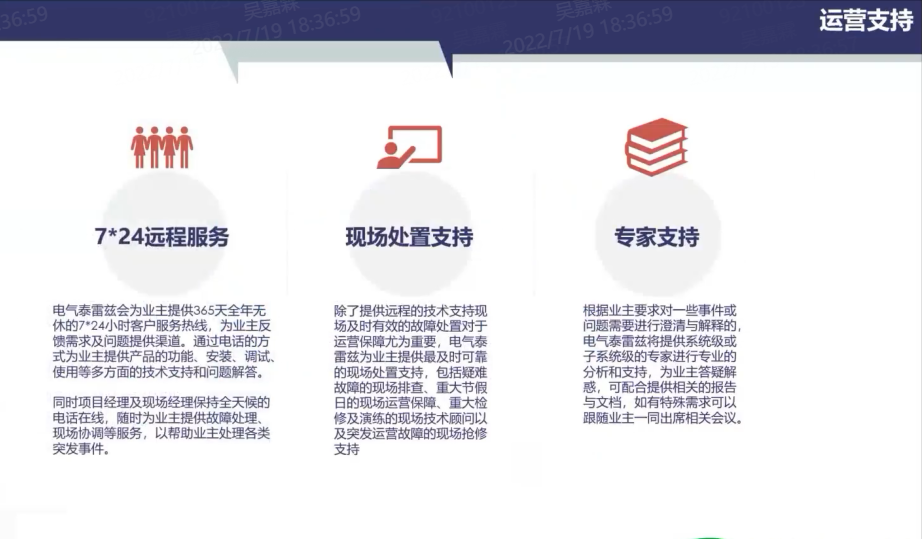 吴嘉霖
吴嘉霖
36:59
2022/7/19 18:36:59
2022/7/19 18:36:59
运营支持
7*24远程服务
电气泰雷兹会为业主提供365天全年无
休的7*24小时客户服务热线，为业主反
馈需求及问题提供渠道。通过电话的方
式为业主提供产品的功能、安装、调试、
使用等多方面的技术支持和问题解答。
同时项目经理及现场经理保持全天候的
电话在线，随时为业主提供故障处理、
现场协调等服务，以帮助业主处理各类
突发事件。
现场处置支持
除了提供远程的技术支持现
场及时有效的故障处置对于
运营保障尤为重要，电气泰
雷兹为业主提供最及时可靠
的现场处置支持，包括疑难
故障的现场排查、重大节假
日的现场运营保障、重大检
修及演练的现场技术顾问以
及突发运营故障的现场抢修
支持
专家支持
根据业主要求对一些事件或
问题需要进行澄清与解释的，
电气泰雷兹将提供系统级或
子系统级的专家进行专业的
分析和支持，为业主答疑解
惑，可配合提供相关的报告
与文档，如有特殊需求可以
跟随业主一同出席相关会议。